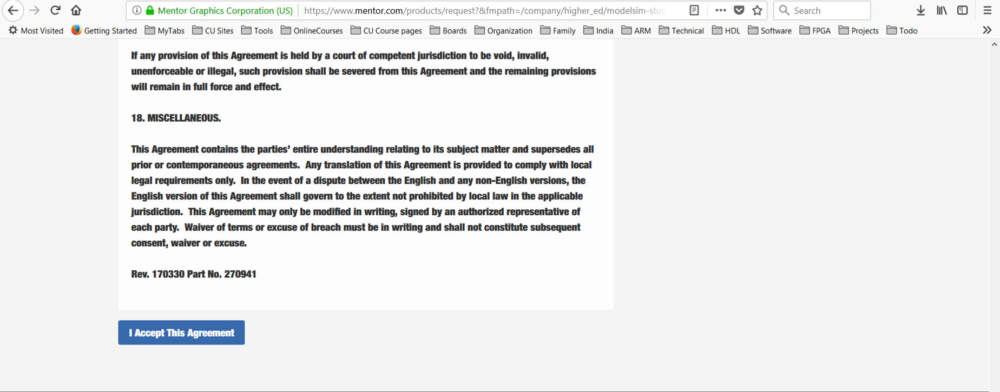 Mentor Graphics Corporation (US) https://www.mentor.com/products/request?&fmpath=/company/higher_ed/modelsim-stud Search
Most Visited Getting Started MyTabs CU Sites Tools OnlineCourses CU Course pages Boards Organization Family India ARM Technical HDL Software FPGA Projects Todo
If any provision of this Agreement is held by a court of competent jurisdiction to be void, invalid,
unenforceable or illegal, such provision shall be severed from this Agreement and the remaining provisions
will remain in full force and effect.
18. MISCELLANEOUS.
This Agreement contains the parties’ entire understanding relating to its subject matter and supersedes all
prior or contemporaneous agreements.  Any translation of this Agreement is provided to comply with local
legal requirements only.  In the event of a dispute between the English and any non-English versions, the
English version of this Agreement shall govern to the extent not prohibited by local law in the applicable
jurisdiction.  This Agreement may only be modified in writing, signed by an authorized representative of
each party.  Waiver of terms or excuse of breach must be in writing and shall not constitute subsequent
consent, waiver or excuse.
Rev. 170330 Part No. 270941
I Accept This Agreement